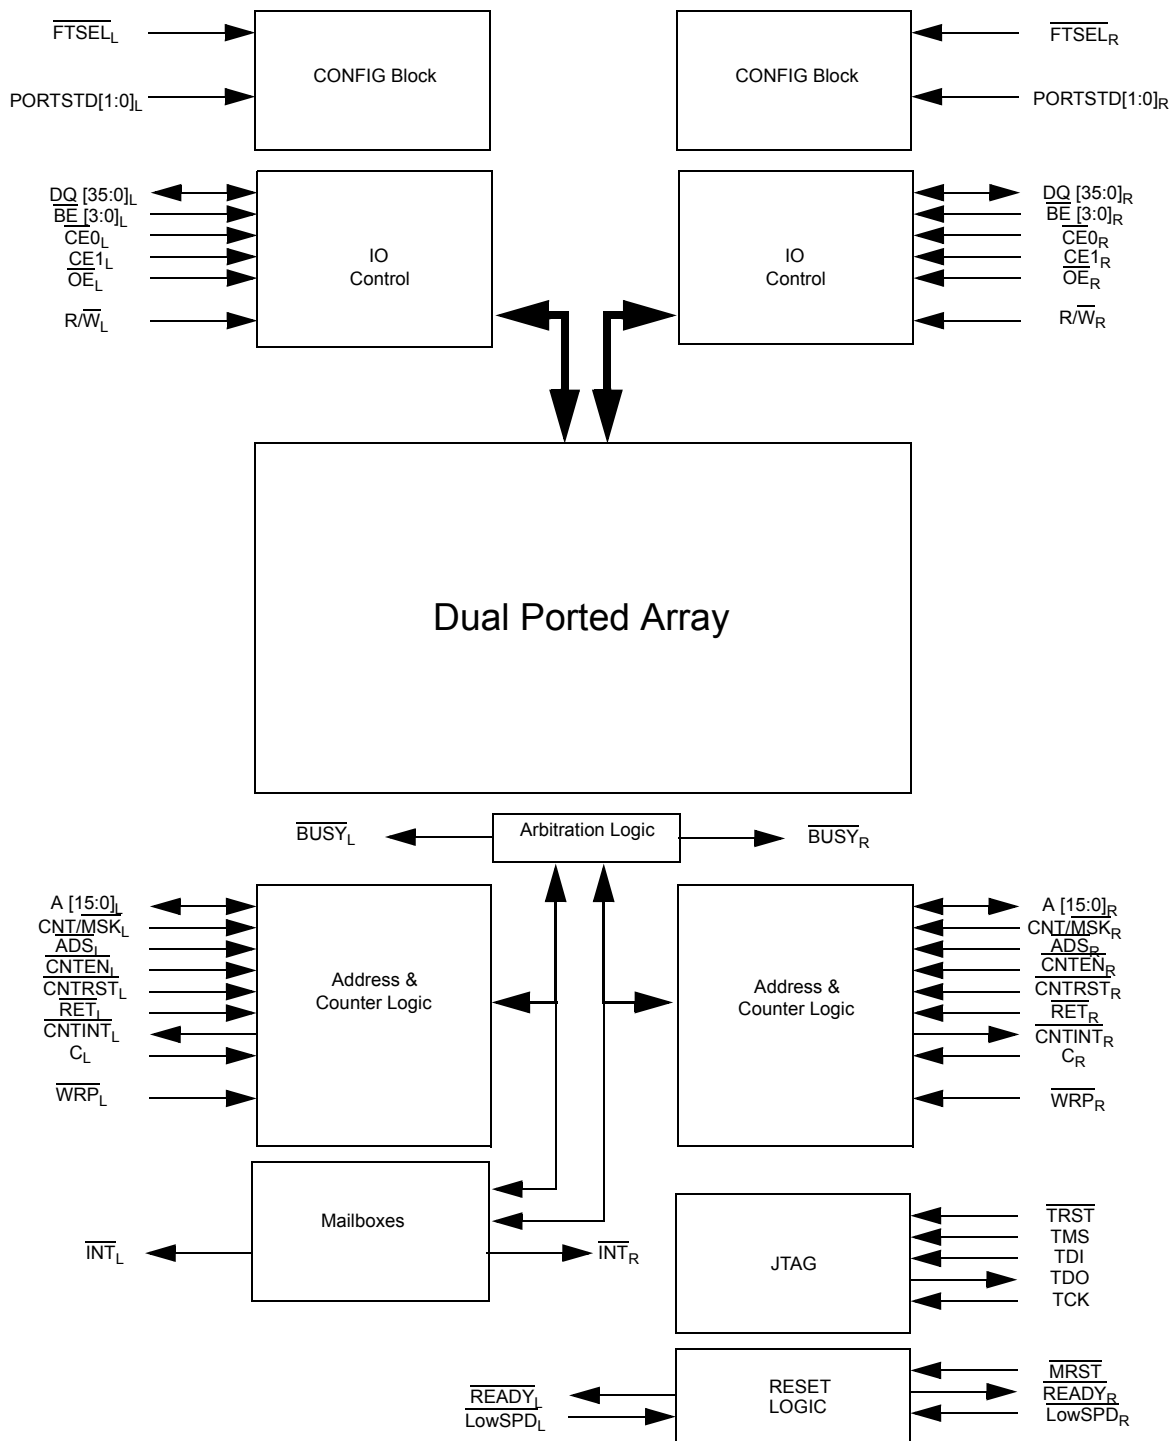 FTSEL_L
CONFIG Block
CONFIG Block
FTSEL_R
PORTSTD[1:0]_L
PORTSTD[1:0]_R
DQ [35:0]_L
BE [3:0]_L
CE0_L
CE1_L
OE_L
R/W_L
IO
Control
IO
Control
DQ [35:0]_R
BE [3:0]_R
CE0_R
CE1_R
OE_R
R/W_R
Dual Ported Array
BUSY_L
Arbitration Logic
BUSY_R
A [15:0]_L
CNT/MSK_L
ADS_L
CNTEN_L
CNTRST_L
RET_L
CNTINT_L
C_L
WRP_L
Address &
Counter Logic
Address &
Counter Logic
A [15:0]_R
CNT/MSK_R
ADS_R
CNTEN_R
CNTRST_R
RET_R
CNTINT_R
C_R
WRP_R
Mailboxes
INT_L
INT_R
JTAG
TRST
TMS
TDI
TDO
TCK
READY_L
LowSPD_L
RESET
LOGIC
MRST
READY_R
LowSPD_R